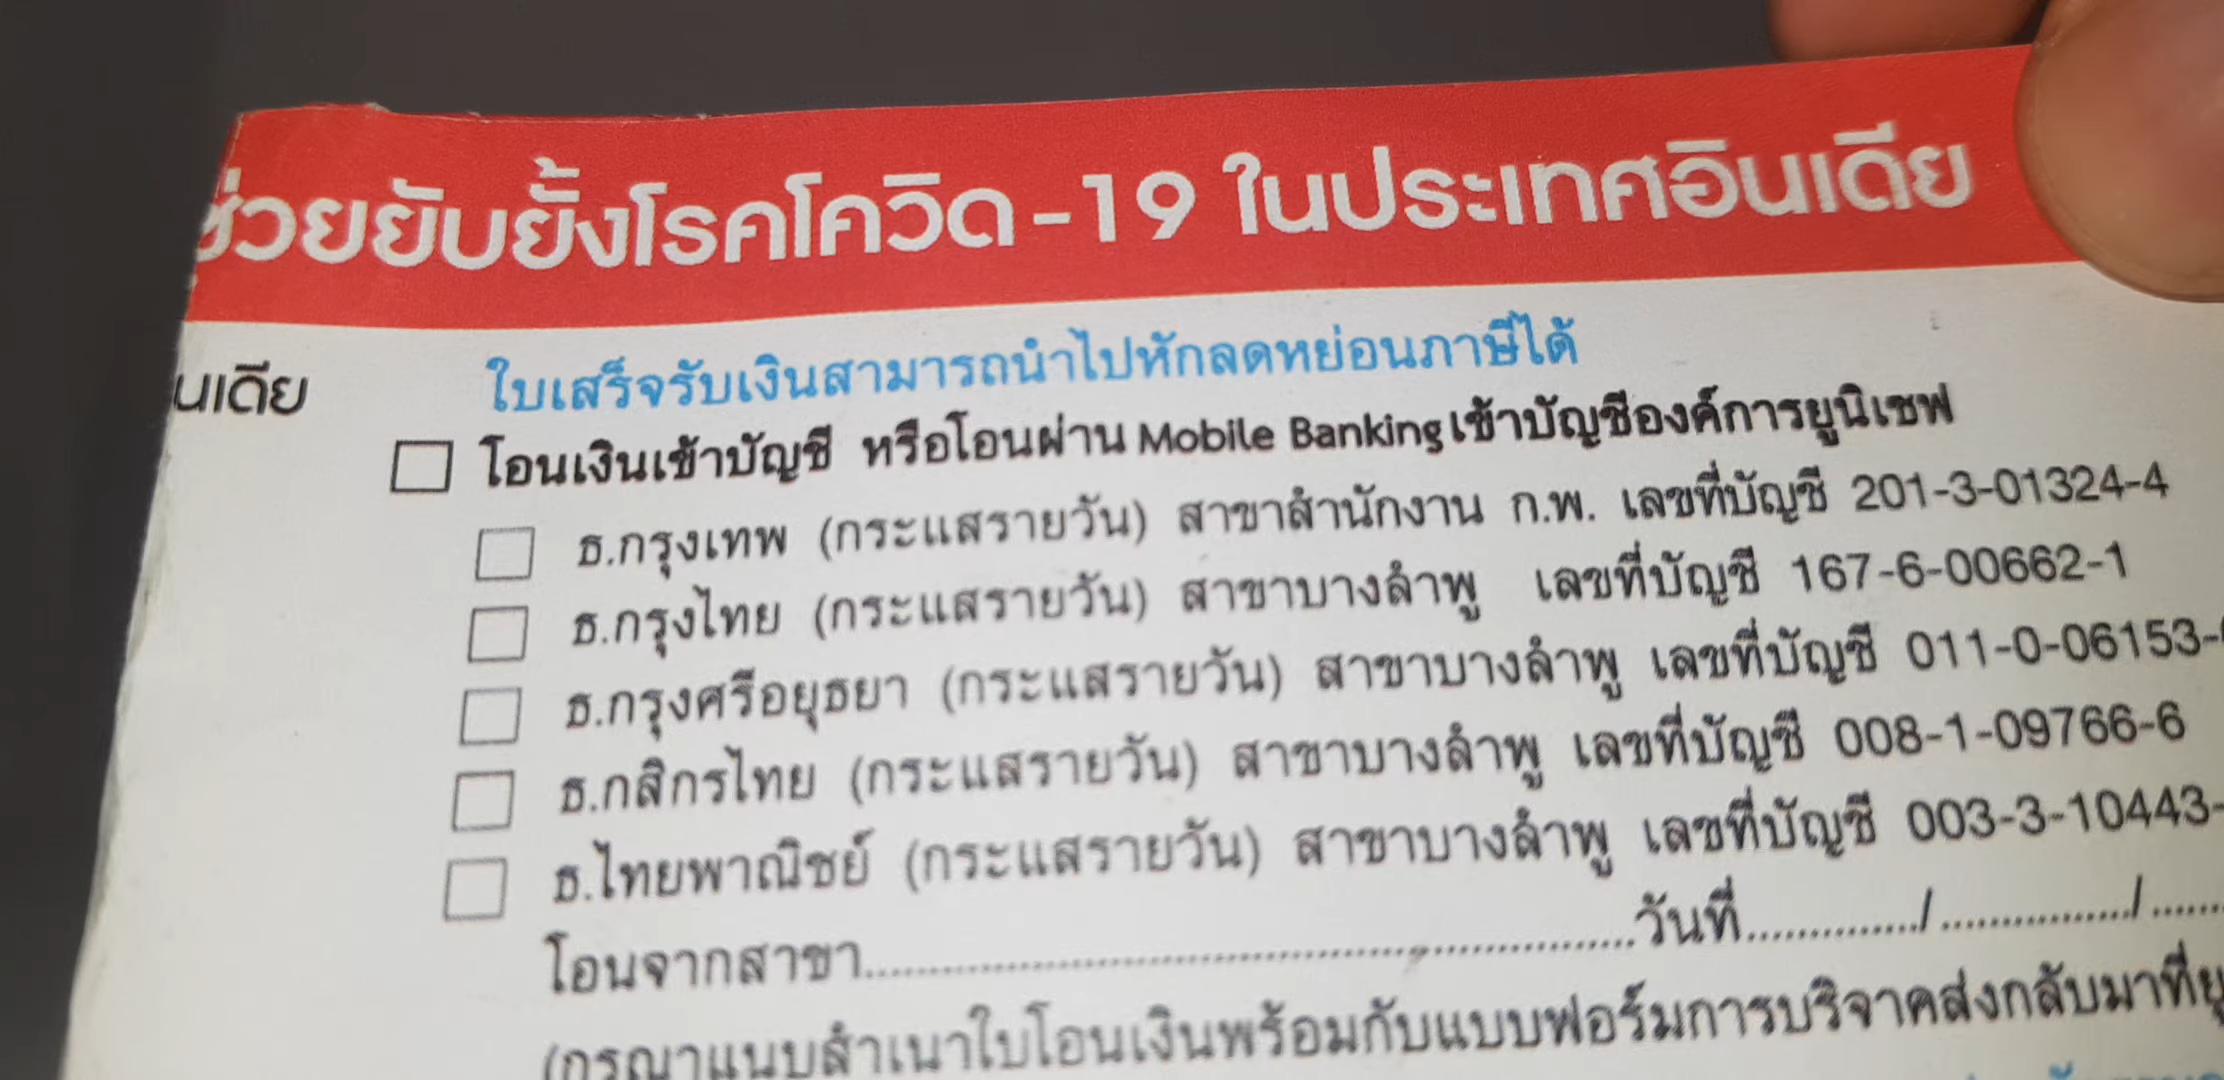 ช่วยยับยั้งโรคโควิด -19 ในประเทศอินเดีย
นเดีย
ใบเสร็จรับเงินสามารถนำไปหักลดหย่อนภาษีได้
โอนเงินเข้าบัญชี หรือโอนผ่าน Mobile Banking เข้าบัญชีองค์การยูนิเซฟ
ธ.กรุงเทพ (กระแสรายวัน) สาขาสำนักงาน ก.พ. เลขที่บัญชี 201-3-01324-4
ธ.กรุงไทย (กระแสรายวัน) สาขาบางลำพู เลขที่บัญชี 167-6-00662-1
ธ.กรุงศรีอยุธยา (กระแสรายวัน) สาขาบางลำพู เลขที่บัญชี 011-0-06153-
ธ.กสิกรไทย (กระแสรายวัน) สาขาบางลำพู เลขที่บัญชี 008-1-09766-6
ธ.ไทยพาณิชย์ (กระแสรายวัน) สาขาบางลำพู เลขที่บัญชี 003-3-10443-
โอนจากสาขา..........................................วันที่............/............/......
(กรุณาแนบสำเนาใบโอนเงินพร้อมกับแบบฟอร์มการบริจาคส่งกลับมาที่ยู